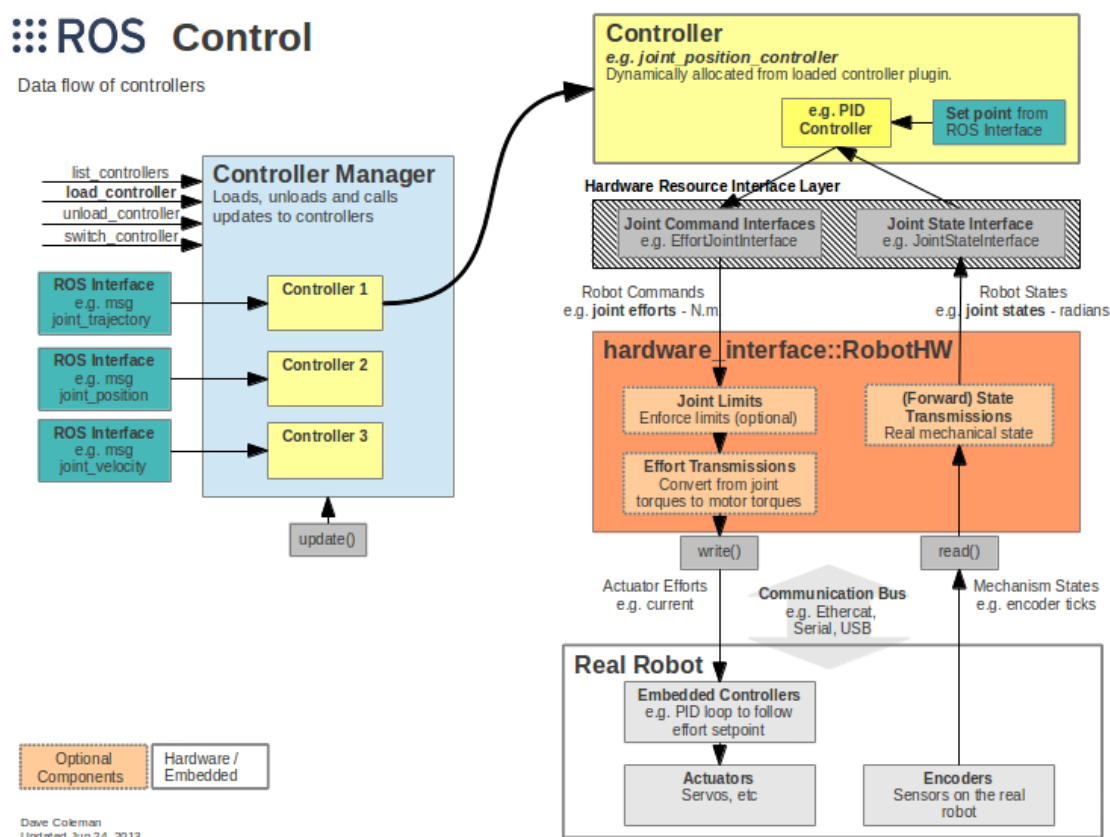 ROS Control
Data flow of controllers
list_controllers
load_controller
unload_controller
switch_controller
Controller Manager
Loads, unloads and calls
updates to controllers
ROS Interface
e.g. msg
joint_trajectory
Controller 1
ROS Interface
e.g. msg
joint_position
Controller 2
ROS Interface
e.g. msg
joint_velocity
Controller 3
update()
Controller
e.g. joint_position_controller
Dynamically allocated from loaded controller plugin.
e.g. PID
Controller
Set point from
ROS Interface
Hardware Resource Interface Layer
Joint Command Interfaces
e.g. EffortJointInterface
Joint State Interface
e.g. JointStateInterface
Robot Commands
e.g. joint efforts - N.m
Robot States
e.g. joint states - radians
hardware_interface::RobotHW
Joint Limits
Enforce limits (optional)
Effort Transmissions
Convert from joint
torques to motor torques
(Forward) State
Transmissions
Real mechanical state
write()
read()
Actuator Efforts
e.g. current
Communication Bus
e.g. Ethercat,
Serial, USB
Mechanism States
e.g. encoder ticks
Real Robot
Embedded Controllers
e.g. PID loop to follow
effort setpoint
Actuators
Servos, etc
Encoders
Sensors on the real
robot
Optional
Components
Hardware /
Embedded
Dave Coleman
Updated Jun 24, 2013